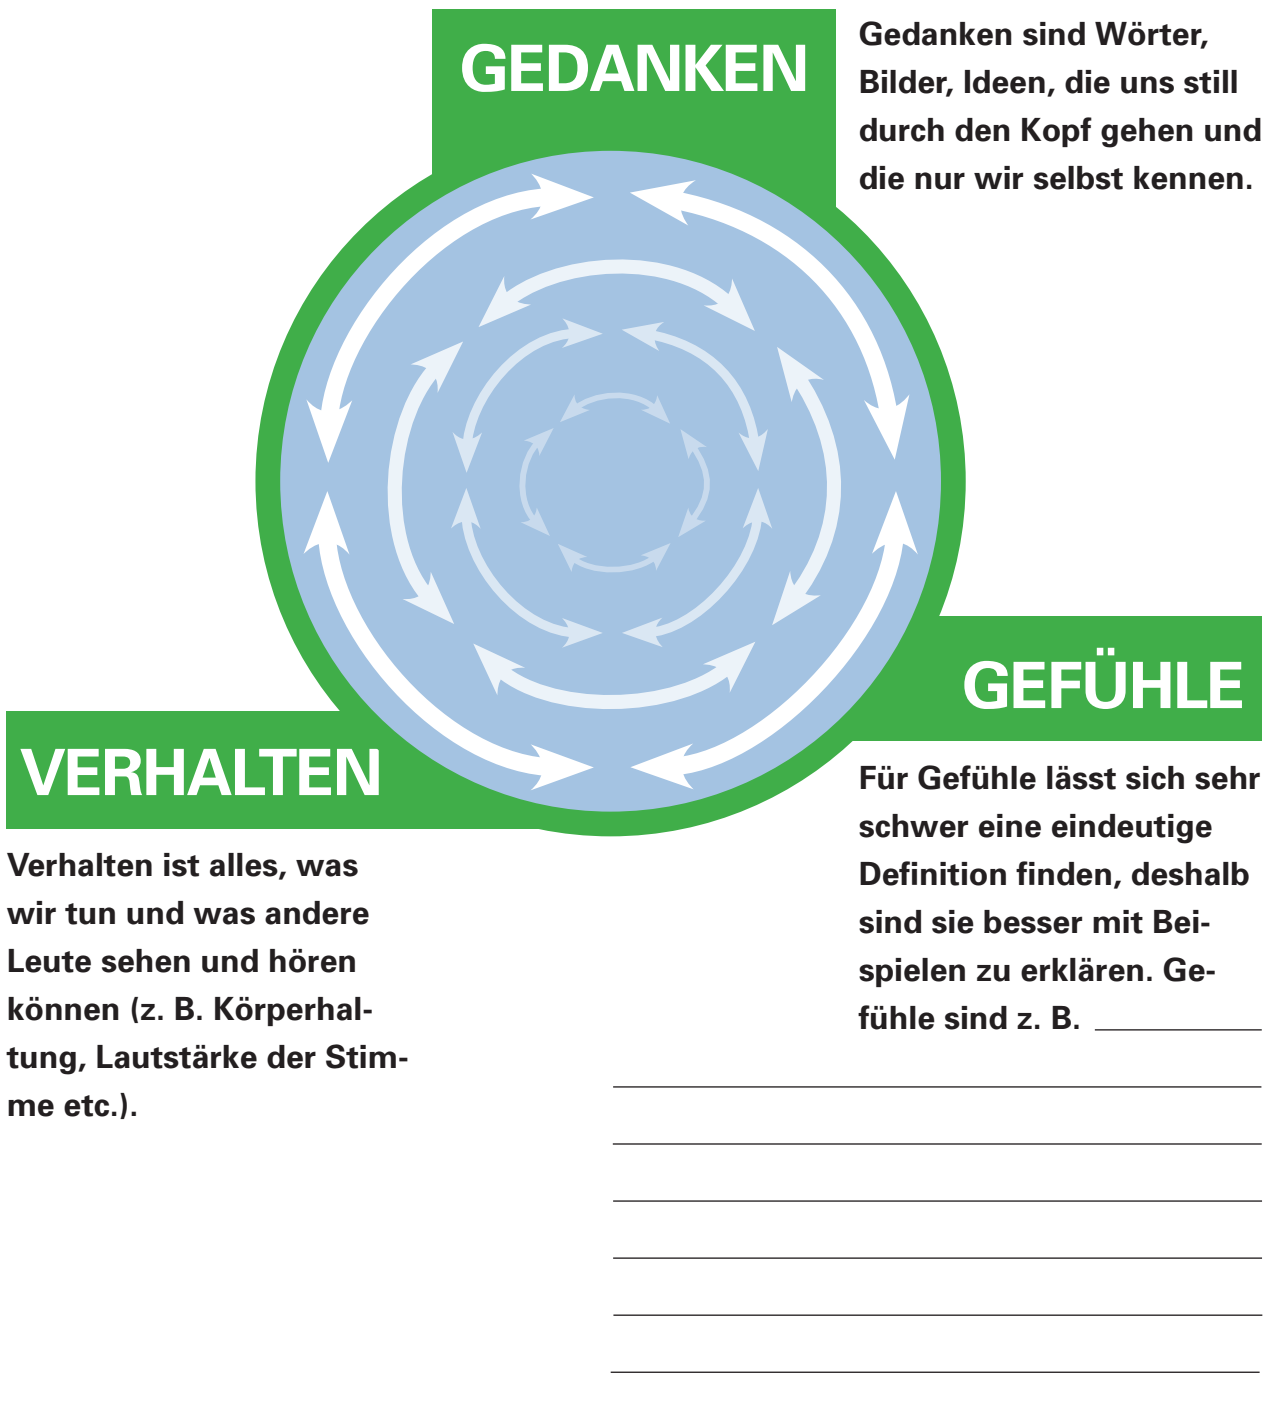 GEDANKEN
Gedanken sind Wörter,
Bilder, Ideen, die uns still
durch den Kopf gehen und
die nur wir selbst kennen.
GEFÜHLE
Für Gefühle lässt sich sehr
schwer eine eindeutige
Definition finden, deshalb
sind sie besser mit Bei-
spielen zu erklären. Ge-
fühle sind z. B.
VERHALTEN
Verhalten ist alles, was
wir tun und was andere
Leute sehen und hören
können (z. B. Körperhal-
tung, Lautstärke der Stim-
me etc.).